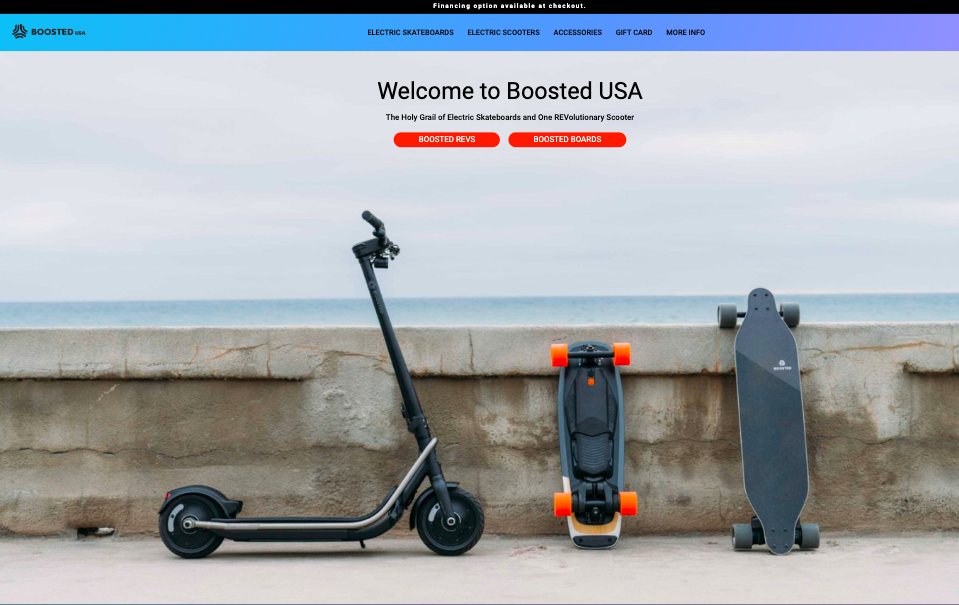 Financing option available at checkout.
BOOSTED USA
ELECTRIC SKATEBOARDS
ELECTRIC SCOOTERS
ACCESSORIES
GIFT CARD
MORE INFO
Welcome to Boosted USA
The Holy Grail of Electric Skateboards and One REVolutionary Scooter
BOOSTED REVS
BOOSTED BOARDS
BOOSTED